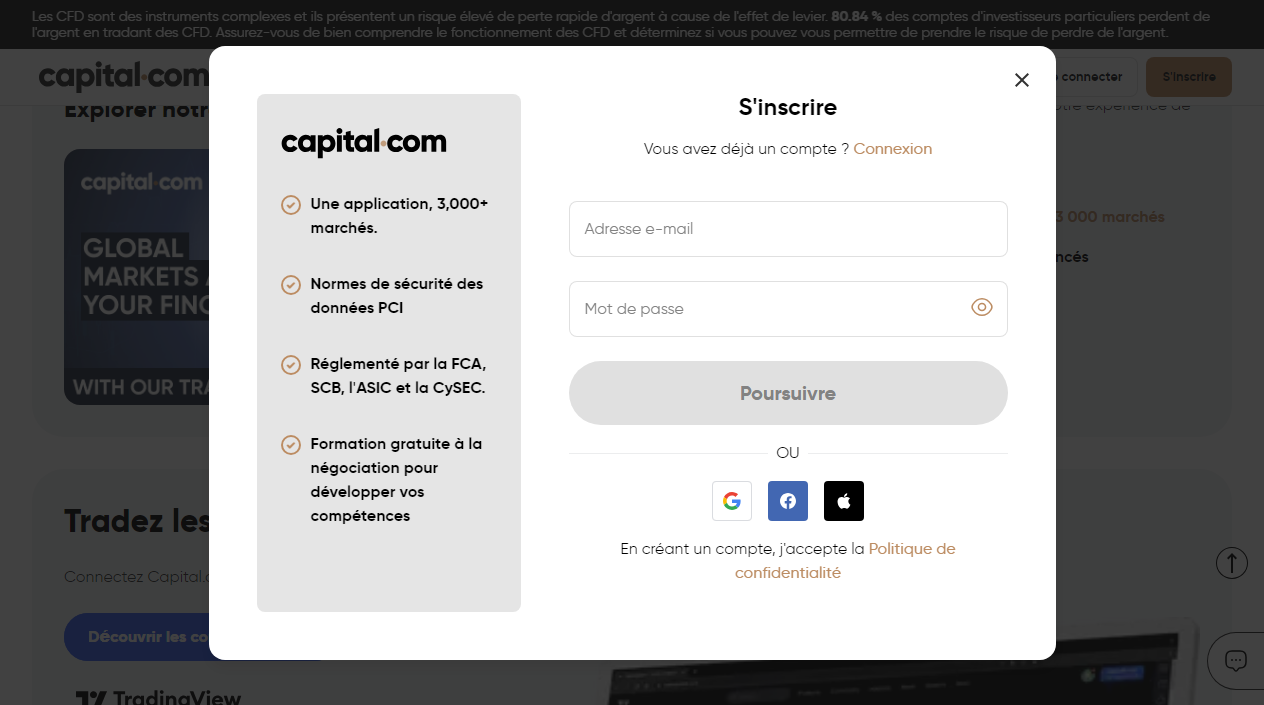 Les CFD sont des instruments complexes et ils présentent un risque élevé de perte rapide d'argent à cause de l'effet de levier. 80.84 % des comptes d'investisseurs particuliers perdent de
l'argent en tradant des CFD. Assurez-vous de bien comprendre le fonctionnement des CFD et déterminez si vous pouvez vous permettre de prendre le risque de perdre de l'argent.
capital.com
connecter
S'inscrire
Explorer notr
otre expérience de
capital.com
GLOBAL
MARKETS
YOUR FINO
WITH OUR TRA
3 000 marchés
ncés
capital.com
Une application, 3,000+
marchés.
Normes de sécurité des
données PCI
Réglementé par la FCA,
SCB, l'ASIC et la CySEC.
Formation gratuite à la
négociation pour
développer vos
compétences
S'inscrire
Vous avez déjà un compte ? Connexion
Adresse e-mail
Mot de passe
Poursuivre
OU
En créant un compte, j'accepte la Politique de
confidentialité
Tradez les
Connectez Capital.c
Découvrir les co
TradingView